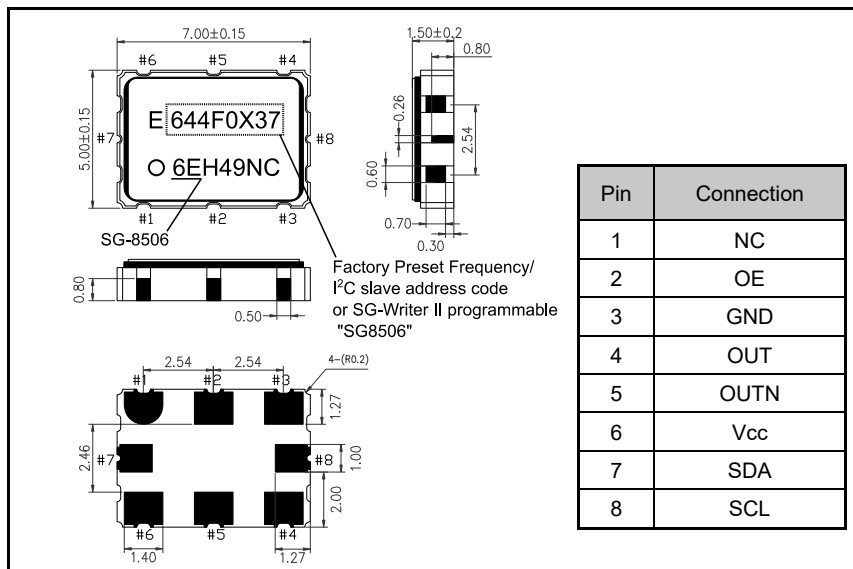 7.00±0.15
#6 #5 #4
5.00±0.15
#7
E 644F0X37
#8
O 6EH49NC
#1 #2 #3
SG-8506
1.50±0.2
0.80
0.26
2.54
0.60
0.70
0.30
0.80
0.50
Factory Preset Frequency/
I²C slave address code
or SG-Writer II programmable
"SG8506"
2.54 2.54
4-(R0.2)
#1 #2 #3
1.27
2.46
#7
#8
1.00
2.00
#6 #5 #4
1.40
1.27
Pin Connection
1 NC
2 OE
3 GND
4 OUT
5 OUTN
6 Vcc
7 SDA
8 SCL